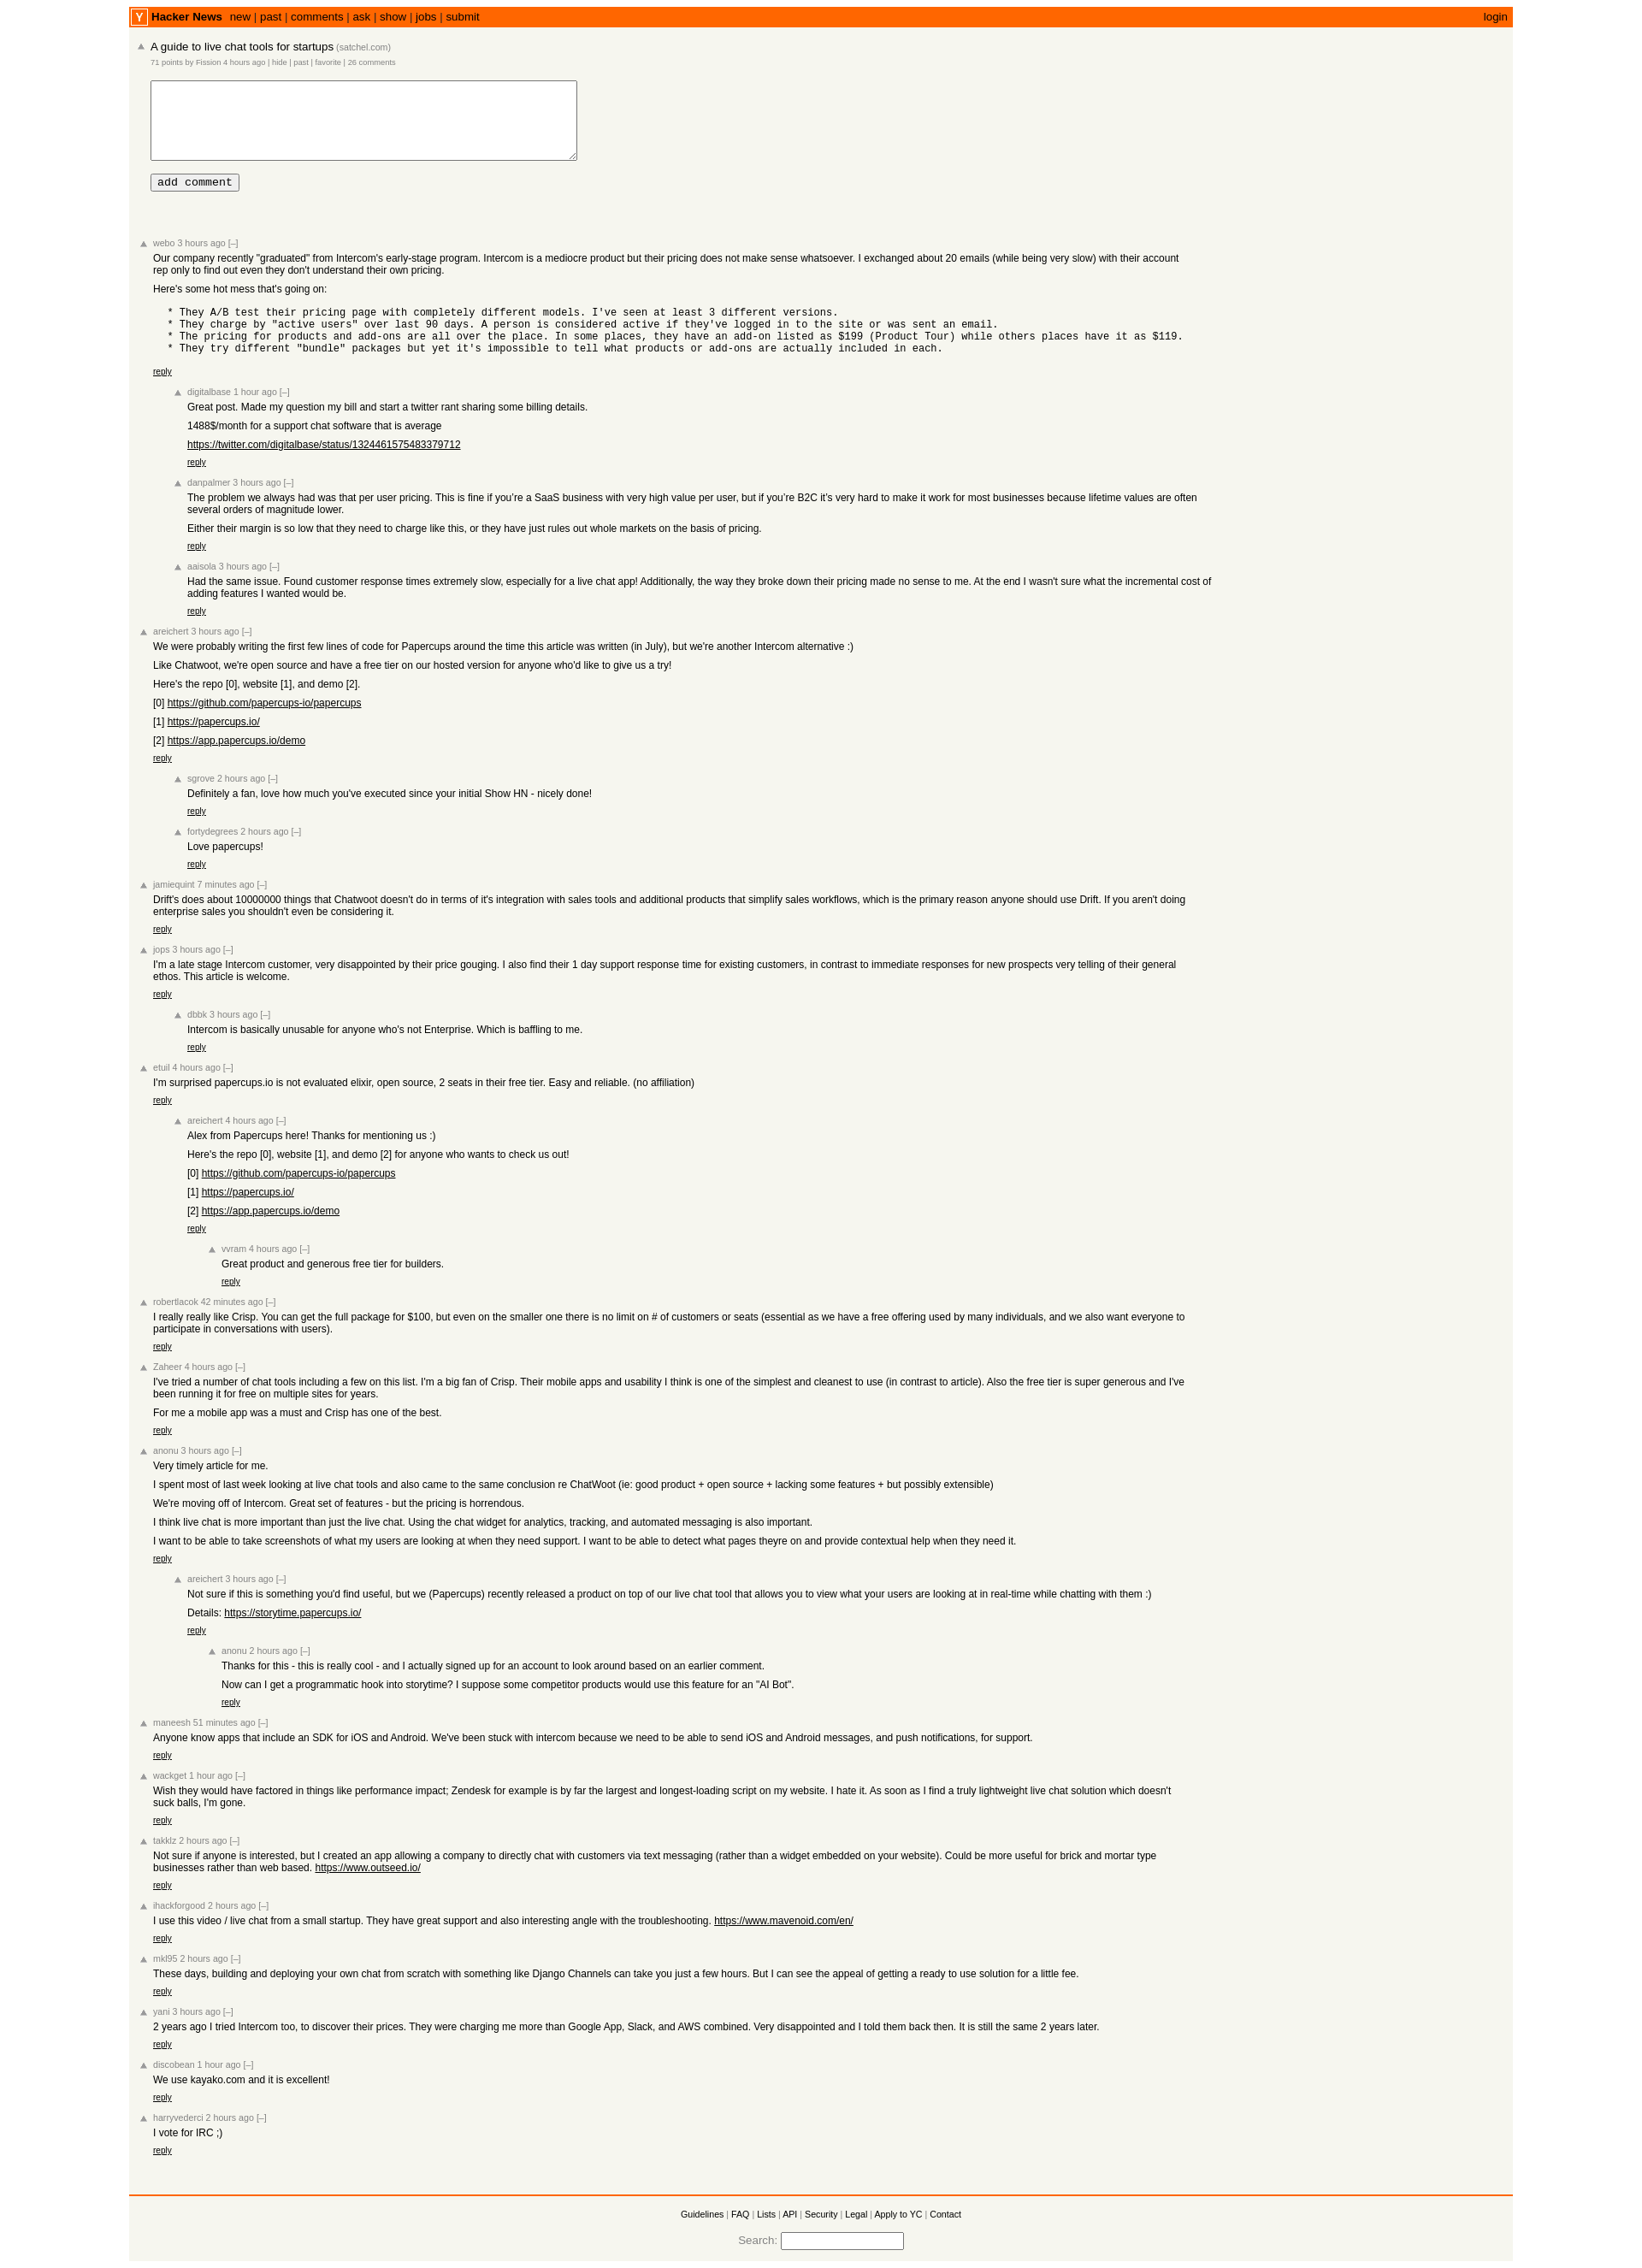 Y Hacker News new | past | comments | ask | show | jobs | submit login
A guide to live chat tools for startups (satchel.com)
71 points by Fission 4 hours ago | hide | past | favorite | 26 comments
add comment
webo 3 hours ago [–]
Our company recently "graduated" from Intercom's early-stage program. Intercom is a mediocre product but their pricing does not make sense whatsoever. I exchanged about 20 emails (while being very slow) with their account
rep only to find out even they don't understand their own pricing.
Here's some hot mess that's going on:
* They A/B test their pricing page with completely different models. I've seen at least 3 different versions.
* They charge by "active users" over last 90 days. A person is considered active if they've logged in to the site or was sent an email.
* The pricing for products and add-ons are all over the place. In some places, they have an add-on listed as $199 (Product Tour) while others places have it as $119.
* They try different "bundle" packages but yet it's impossible to tell what products or add-ons are actually included in each.
reply
digitalbase 1 hour ago [–]
Great post. Made my question my bill and start a twitter rant sharing some billing details.
1488$/month for a support chat software that is average
https://twitter.com/digitalbase/status/1324461575483379712
reply
danpalmer 3 hours ago [–]
The problem we always had was that per user pricing. This is fine if you’re a SaaS business with very high value per user, but if you’re B2C it’s very hard to make it work for most businesses because lifetime values are often
several orders of magnitude lower.
Either their margin is so low that they need to charge like this, or they have just rules out whole markets on the basis of pricing.
reply
aaisola 3 hours ago [–]
Had the same issue. Found customer response times extremely slow, especially for a live chat app! Additionally, the way they broke down their pricing made no sense to me. At the end I wasn't sure what the incremental cost of
adding features I wanted would be.
reply
areichert 3 hours ago [–]
We were probably writing the first few lines of code for Papercups around the time this article was written (in July), but we're another Intercom alternative :)
Like Chatwoot, we're open source and have a free tier on our hosted version for anyone who'd like to give us a try!
Here's the repo [0], website [1], and demo [2].
[0] https://github.com/papercups-io/papercups
[1] https://papercups.io/
[2] https://app.papercups.io/demo
reply
sgrove 2 hours ago [–]
Definitely a fan, love how much you've executed since your initial Show HN - nicely done!
reply
fortydegrees 2 hours ago [–]
Love papercups!
reply
jamiequint 7 minutes ago [–]
Drift's does about 10000000 things that Chatwoot doesn't do in terms of it's integration with sales tools and additional products that simplify sales workflows, which is the primary reason anyone should use Drift. If you aren't doing
enterprise sales you shouldn't even be considering it.
reply
jops 3 hours ago [–]
I'm a late stage Intercom customer, very disappointed by their price gouging. I also find their 1 day support response time for existing customers, in contrast to immediate responses for new prospects very telling of their general
ethos. This article is welcome.
reply
dbbk 3 hours ago [–]
Intercom is basically unusable for anyone who's not Enterprise. Which is baffling to me.
reply
etuil 4 hours ago [–]
I'm surprised papercups.io is not evaluated elixir, open source, 2 seats in their free tier. Easy and reliable. (no affiliation)
reply
areichert 4 hours ago [–]
Alex from Papercups here! Thanks for mentioning us :)
Here's the repo [0], website [1], and demo [2] for anyone who wants to check us out!
[0] https://github.com/papercups-io/papercups
[1] https://papercups.io/
[2] https://app.papercups.io/demo
reply
vvram 4 hours ago [–]
Great product and generous free tier for builders.
reply
robertlacok 42 minutes ago [–]
I really really like Crisp. You can get the full package for $100, but even on the smaller one there is no limit on # of customers or seats (essential as we have a free offering used by many individuals, and we also want everyone to
participate in conversations with users).
reply
Zaheer 4 hours ago [–]
I've tried a number of chat tools including a few on this list. I'm a big fan of Crisp. Their mobile apps and usability I think is one of the simplest and cleanest to use (in contrast to article). Also the free tier is super generous and I've
been running it for free on multiple sites for years.
For me a mobile app was a must and Crisp has one of the best.
reply
anonu 3 hours ago [–]
Very timely article for me.
I spent most of last week looking at live chat tools and also came to the same conclusion re ChatWoot (ie: good product + open source + lacking some features + but possibly extensible)
We're moving off of Intercom. Great set of features - but the pricing is horrendous.
I think live chat is more important than just the live chat. Using the chat widget for analytics, tracking, and automated messaging is also important.
I want to be able to take screenshots of what my users are looking at when they need support. I want to be able to detect what pages theyre on and provide contextual help when they need it.
reply
areichert 3 hours ago [–]
Not sure if this is something you'd find useful, but we (Papercups) recently released a product on top of our live chat tool that allows you to view what your users are looking at in real-time while chatting with them :)
Details: https://storytime.papercups.io/
reply
anonu 2 hours ago [–]
Thanks for this - this is really cool - and I actually signed up for an account to look around based on an earlier comment.
Now can I get a programmatic hook into storytime? I suppose some competitor products would use this feature for an "AI Bot".
reply
maneesh 51 minutes ago [–]
Anyone know apps that include an SDK for iOS and Android. We've been stuck with intercom because we need to be able to send iOS and Android messages, and push notifications, for support.
reply
wackget 1 hour ago [–]
Wish they would have factored in things like performance impact; Zendesk for example is by far the largest and longest-loading script on my website. I hate it. As soon as I find a truly lightweight live chat solution which doesn't
suck balls, I'm gone.
reply
takklz 2 hours ago [–]
Not sure if anyone is interested, but I created an app allowing a company to directly chat with customers via text messaging (rather than a widget embedded on your website). Could be more useful for brick and mortar type
businesses rather than web based. https://www.outseed.io/
reply
ihackforgood 2 hours ago [–]
I use this video / live chat from a small startup. They have great support and also interesting angle with the troubleshooting. https://www.mavenoid.com/en/
reply
mkl95 2 hours ago [–]
These days, building and deploying your own chat from scratch with something like Django Channels can take you just a few hours. But I can see the appeal of getting a ready to use solution for a little fee.
reply
yani 3 hours ago [–]
2 years ago I tried Intercom too, to discover their prices. They were charging me more than Google App, Slack, and AWS combined. Very disappointed and I told them back then. It is still the same 2 years later.
reply
discobean 1 hour ago [–]
We use kayako.com and it is excellent!
reply
harryvederci 2 hours ago [–]
I vote for IRC ;)
reply
Guidelines | FAQ | Lists | API | Security | Legal | Apply to YC | Contact
Search: